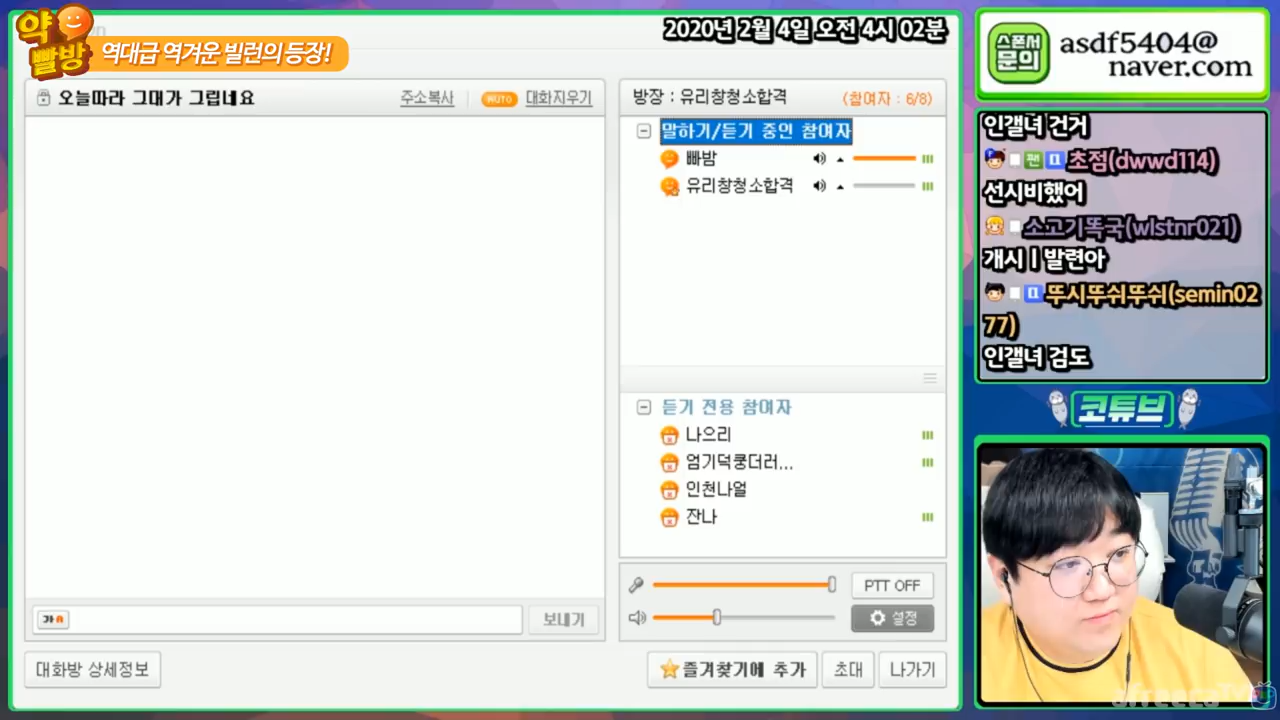 약빨방
역대급 역겨운 빌런의 등장!
2020년 2월 4일 오전 4시 02분
오늘따라 그대가 그립네요
주소복사
AUTO 대화지우기
가
보내기
대화방 상세정보
방장 : 유리창청소합격 (참여자 : 6/8)
말하기/듣기 중인 참여자
빠밤
유리창청소합격
듣기 전용 참여자
나으리
엄기덕쿵더러...
인천나얼
잔나
PTT OFF
설정
즐겨찾기에 추가
초대
나가기
스폰서
문의
asdf5404@
naver.com
인갤녀 건거
팬 초점(dwwd114)
선시비했어
소고기똑국(wlstnr021)
개시ㅣ발련아
뚜시뚜쉬뚜쉬(semin02
77)
인갤녀 검도
코튜브
afreecaTV